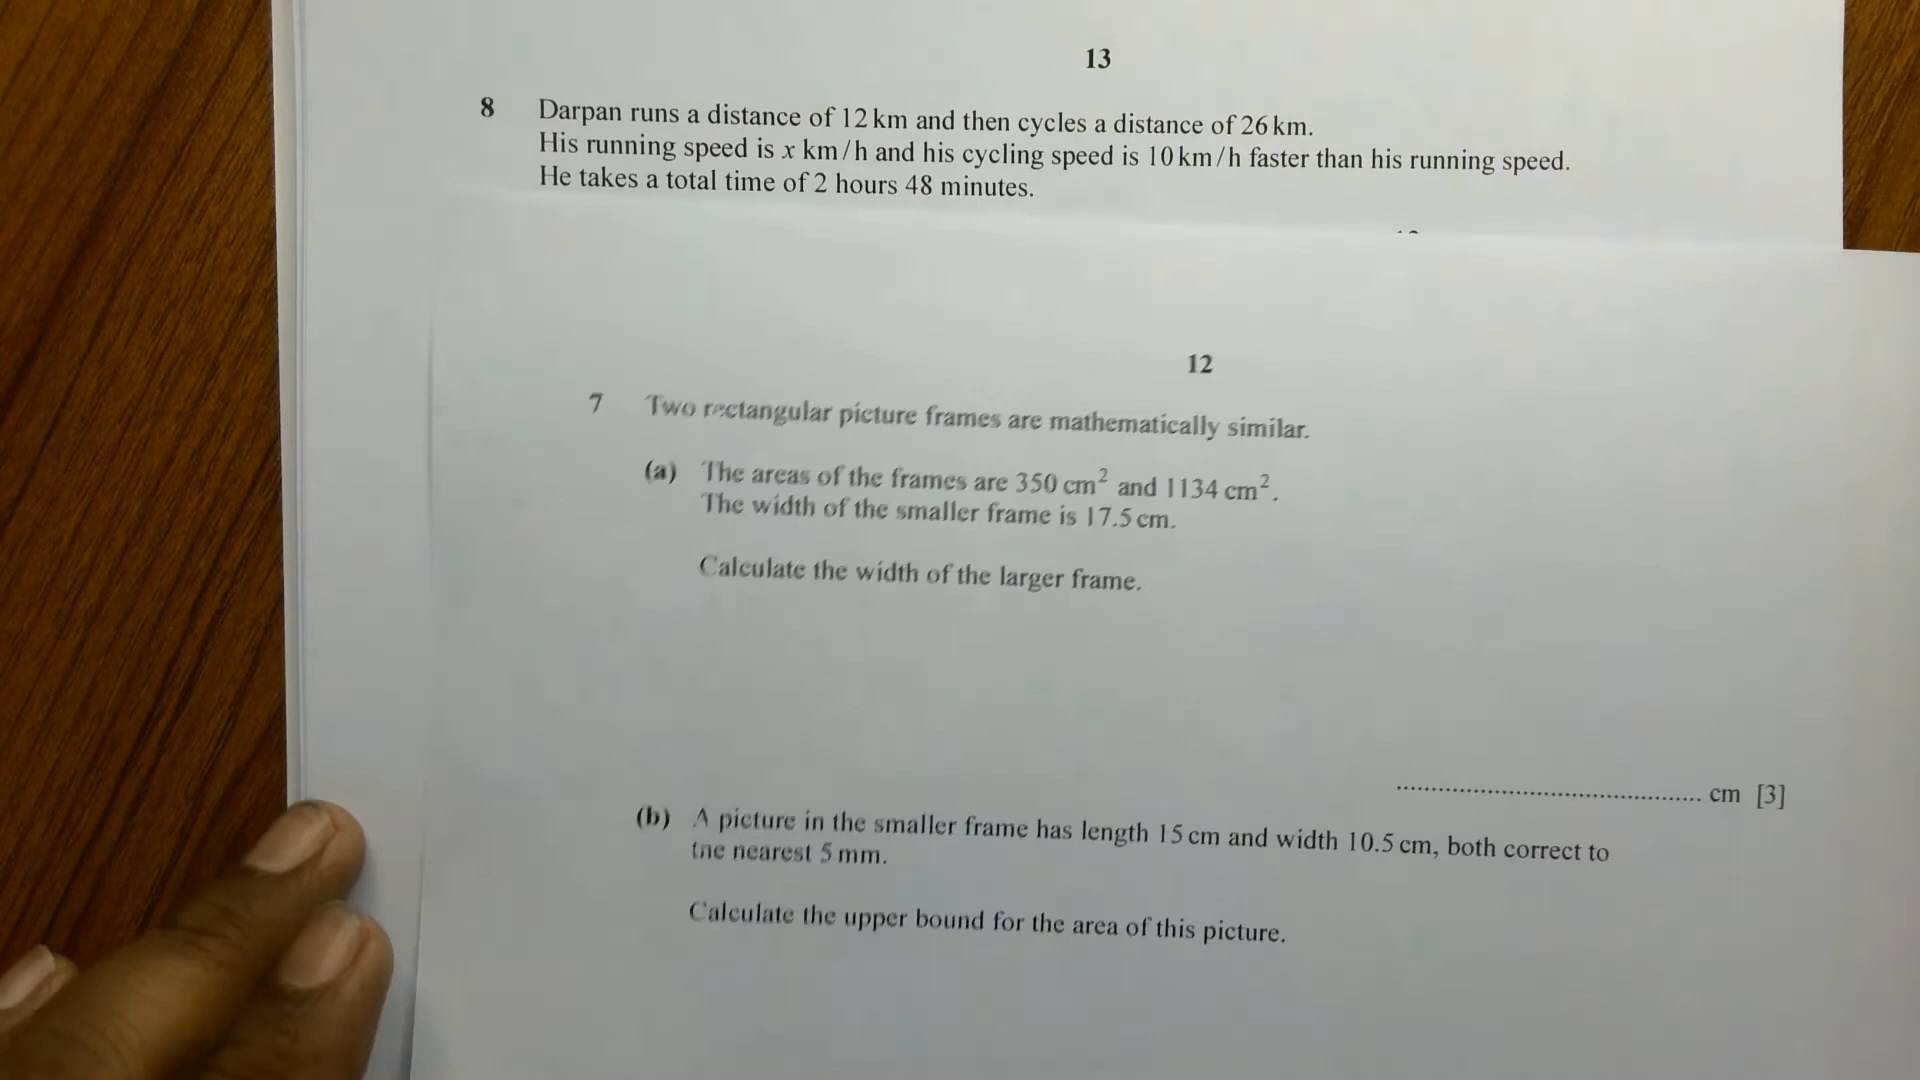 13
8 Darpan runs a distance of 12 km and then cycles a distance of 26 km.
His running speed is x km/h and his cycling speed is 10 km/h faster than his running speed.
He takes a total time of 2 hours 48 minutes.
12
7 Two rectangular picture frames are mathematically similar.
(a) The areas of the frames are 350 cm² and 1134 cm².
The width of the smaller frame is 17.5 cm.
Calculate the width of the larger frame.
.......................................... cm [3]
(b) A picture in the smaller frame has length 15 cm and width 10.5 cm, both correct to
the nearest 5 mm.
Calculate the upper bound for the area of this picture.